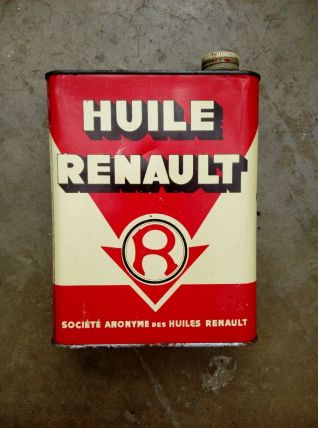 HUILE
RENAULT
R
SOCIÉTÉ ANONYME DES HUILES RENAULT